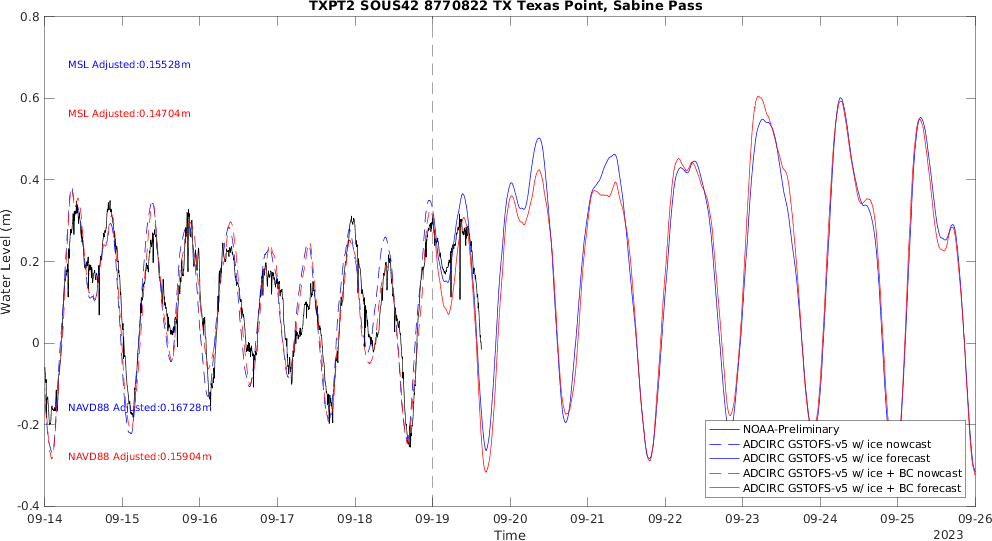 TXPT2 SOUS42 8770822 TX Texas Point, Sabine Pass
0.8
0.6
0.4
0.2
0
-0.2
-0.4
Water Level (m)
MSL Adjusted:0.15528m
MSL Adjusted:0.14704m
NAVD88 Adjusted:0.16728m
NAVD88 Adjusted:0.15904m
NOAA-Preliminary
ADCIRC GSTOFS-v5 w/ ice nowcast
ADCIRC GSTOFS-v5 w/ ice forecast
ADCIRC GSTOFS-v5 w/ ice + BC nowcast
ADCIRC GSTOFS-v5 w/ ice + BC forecast
09-14 09-15 09-16 09-17 09-18 09-19 09-20 09-21 09-22 09-23 09-24 09-25 09-26
Time
2023